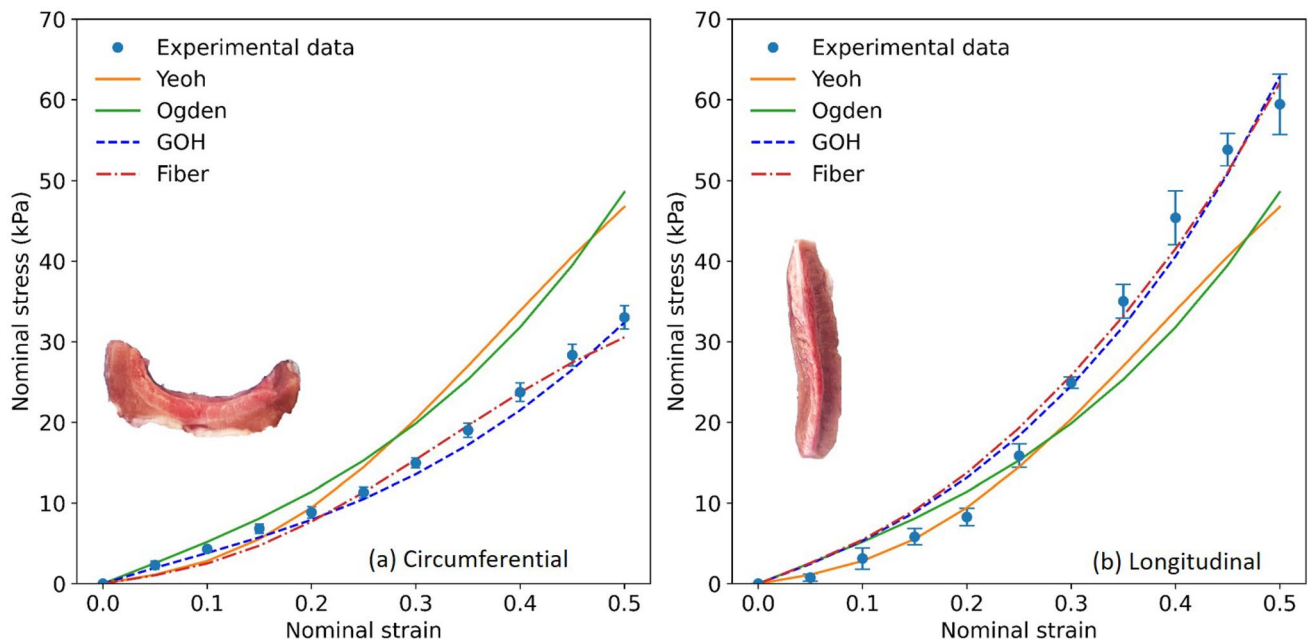 70
60
50
40
30
20
10
0
Nominal stress (kPa)
Experimental data
Yeoh
Ogden
GOH
Fiber
(a) Circumferential
0.0 0.1 0.2 0.3 0.4 0.5
Nominal strain
70
60
50
40
30
20
10
0
Nominal stress (kPa)
Experimental data
Yeoh
Ogden
GOH
Fiber
(b) Longitudinal
0.0 0.1 0.2 0.3 0.4 0.5
Nominal strain